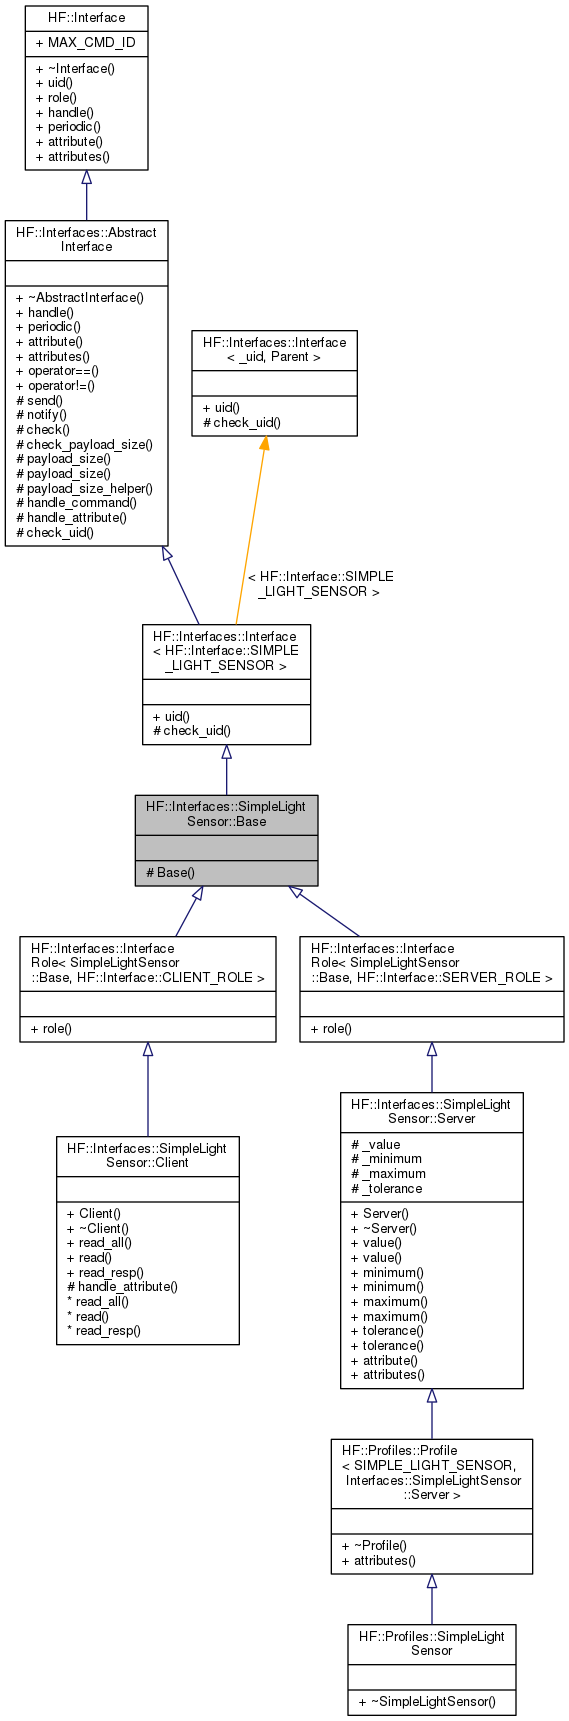 HF::Interface
+ MAX_CMD_ID
+ ~Interface()
+ uid()
+ role()
+ handle()
+ periodic()
+ attribute()
+ attributes()
HF::Interfaces::Abstract
Interface
+ ~AbstractInterface()
+ handle()
+ periodic()
+ attribute()
+ attributes()
+ operator==()
+ operator!=()
# send()
# notify()
# check()
# check_payload_size()
# payload_size()
# payload_size()
# payload_size_helper()
# handle_command()
# handle_attribute()
# check_uid()
HF::Interfaces::Interface
< _uid, Parent >
+ uid()
# check_uid()
< HF::Interface::SIMPLE
_LIGHT_SENSOR >
HF::Interfaces::Interface
< HF::Interface::SIMPLE
_LIGHT_SENSOR >
+ uid()
# check_uid()
HF::Interfaces::SimpleLight
Sensor::Base
# Base()
HF::Interfaces::Interface
Role< SimpleLightSensor
::Base, HF::Interface::CLIENT_ROLE >
+ role()
HF::Interfaces::Interface
Role< SimpleLightSensor
::Base, HF::Interface::SERVER_ROLE >
+ role()
HF::Interfaces::SimpleLight
Sensor::Client
+ Client()
+ ~Client()
+ read_all()
+ read()
+ read_resp()
# handle_attribute()
* read_all()
* read()
* read_resp()
HF::Interfaces::SimpleLight
Sensor::Server
# _value
# _minimum
# _maximum
# _tolerance
+ Server()
+ ~Server()
+ value()
+ value()
+ minimum()
+ minimum()
+ maximum()
+ maximum()
+ tolerance()
+ tolerance()
+ attribute()
+ attributes()
HF::Profiles::Profile
< SIMPLE_LIGHT_SENSOR,
Interfaces::SimpleLightSensor
::Server >
+ ~Profile()
+ attributes()
HF::Profiles::SimpleLight
Sensor
+ ~SimpleLightSensor()